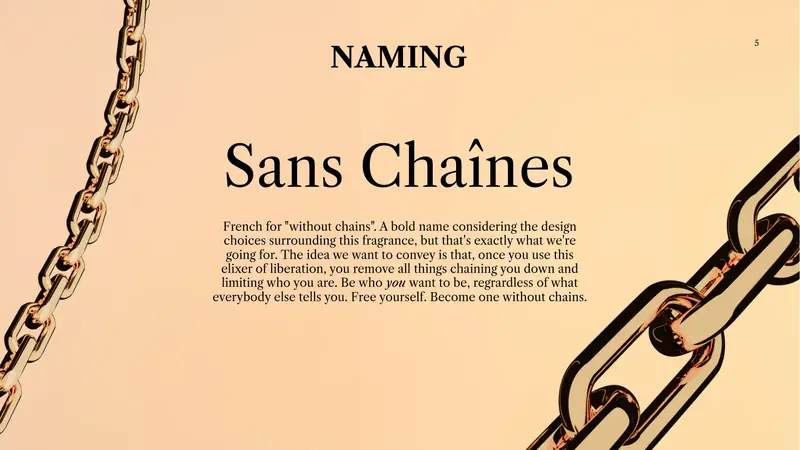 NAMING
5
Sans Chaînes
French for "without chains". A bold name considering the design
choices surrounding this fragrance, but that's exactly what we're
going for. The idea we want to convey is that, once you use this
elixer of liberation, you remove all things chaining you down and
limiting who you are. Be who you want to be, regrardless of what
everybody else tells you. Free yourself. Become one without chains.